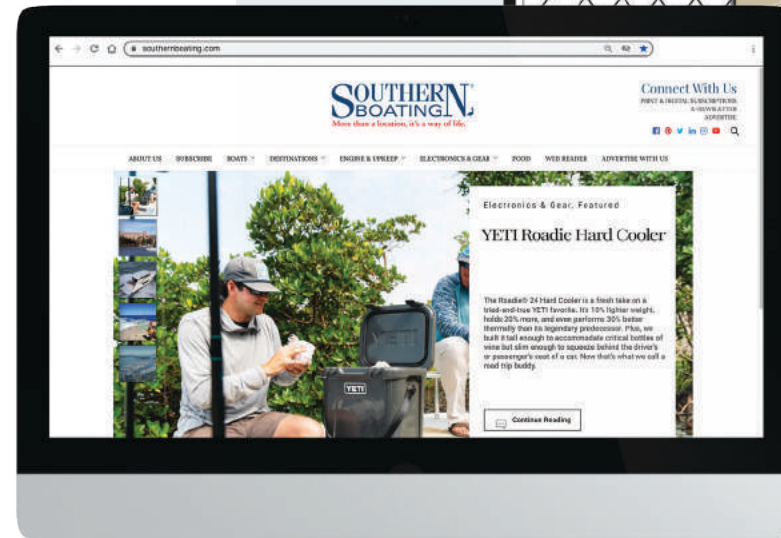 southernboating.com
SOUTHERN
BOATING
More than a location, it's a way of life.
Connect With Us
PRINT & DIGITAL SUBSCRIPTIONS
E-NEWSLETTER
ADVERTISE
ABOUT US SUBSCRIBE BOATS DESTINATIONS ENGINE & UPKEEP ELECTRONICS & GEAR FOOD WEB READER ADVERTISE WITH US
Electronics & Gear, Featured
YETI Roadie Hard Cooler
The Roadie® 24 Hard Cooler is a fresh take on a
tried-and-true YETI favorite. It's 10% lighter weight,
holds 20% more, and even performs 30% better
thermally than its legendary predecessor. Plus, we
built it tall enough to accommodate critical bottles of
wine but slim enough to squeeze behind the driver's
or passenger's seat of a car. Now that's what we call a
road trip buddy.
Continue Reading
YETI
YETI